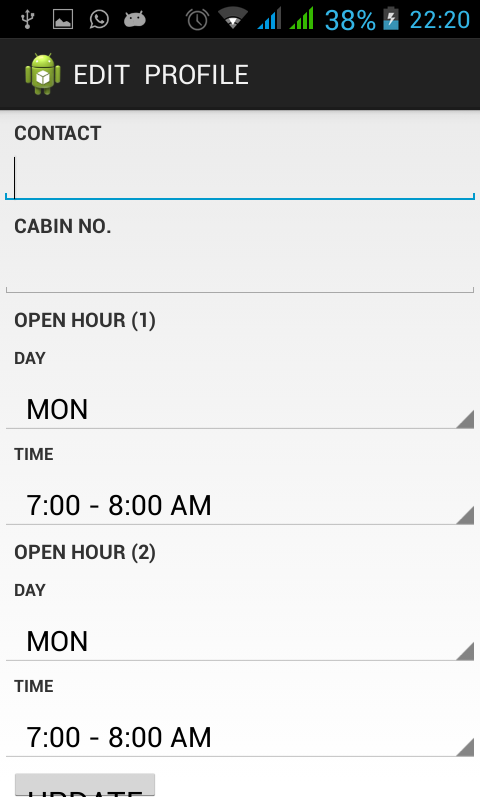 38% 22:20
EDIT PROFILE
CONTACT
CABIN NO.
OPEN HOUR (1)
DAY
MON
TIME
7:00 - 8:00 AM
OPEN HOUR (2)
DAY
MON
TIME
7:00 - 8:00 AM
UPDATE